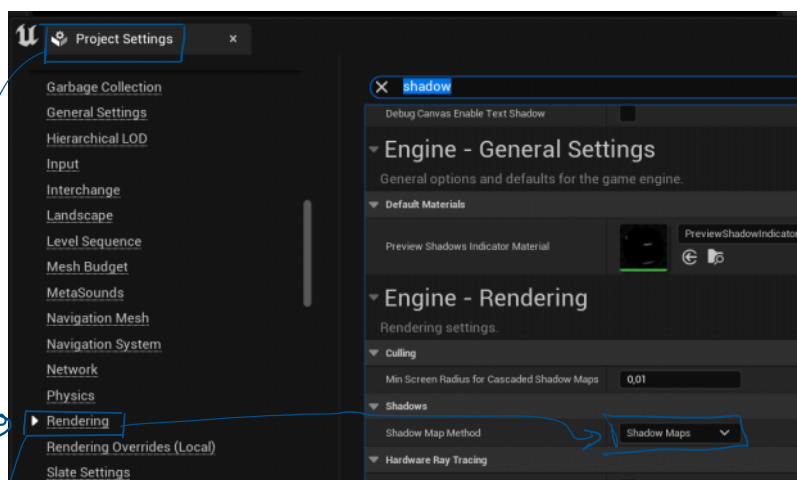 Project Settings
Garbage Collection
General Settings
Hierarchical LOD
Input
Interchange
Landscape
Level Sequence
Mesh Budget
MetaSounds
Navigation Mesh
Navigation System
Network
Physics
Rendering
Rendering Overrides (Local)
Slate Settings
shadow
Debug Canvas Enable Text Shadow
Engine - General Settings
General options and defaults for the game engine.
Default Materials
Preview Shadows Indicator Material
PreviewShadowIndicator
Engine - Rendering
Rendering settings.
Culling
Min Screen Radius for Cascaded Shadow Maps
0,01
Shadows
Shadow Map Method
Shadow Maps
Hardware Ray Tracing